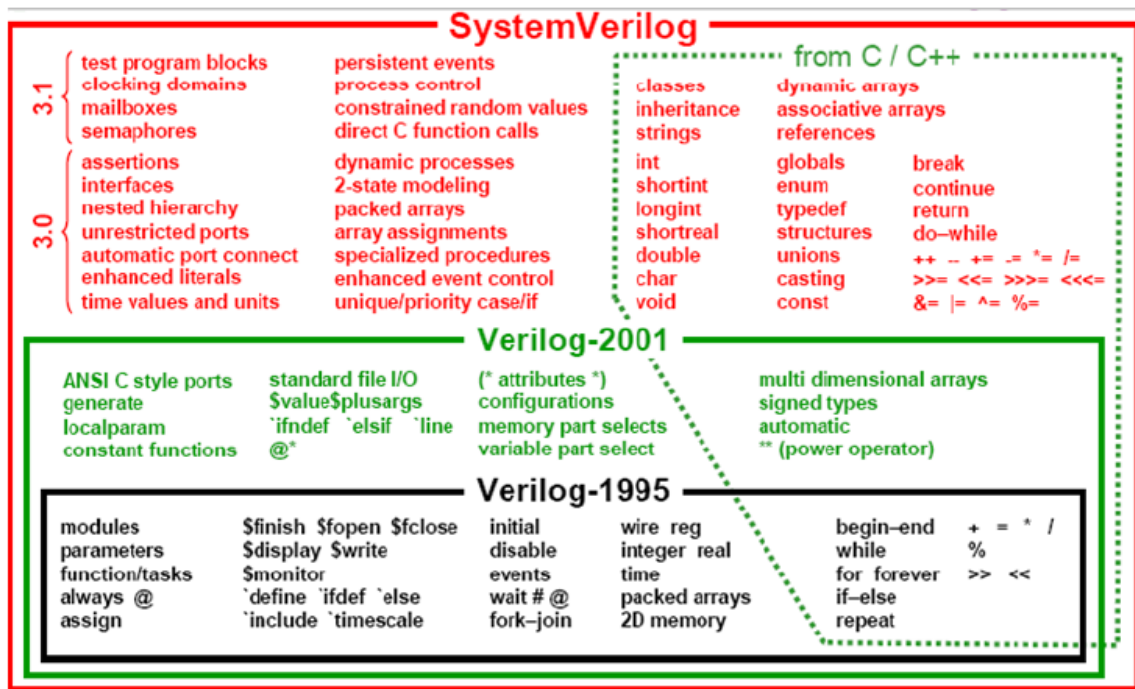 SystemVerilog
from C / C++
3.1
test program blocks persistent events
clocking domains process control classes dynamic arrays
mailboxes constrained random values inheritance associative arrays
semaphores direct C function calls strings references
3.0
assertions dynamic processes int globals break
interfaces 2-state modeling shortint enum continue
nested hierarchy packed arrays longint typedef return
unrestricted ports array assignments shortreal structures do–while
automatic port connect specialized procedures double unions ++ -- += -= *= /=
enhanced literals enhanced event control char casting >>= <<= >>>= <<<=
time values and units unique/priority case/if void const &= |= ^= %=
Verilog-2001
ANSI C style ports standard file I/O (* attributes *) multi dimensional arrays
generate $value$plusargs configurations signed types
localparam `ifndef `elsif `line memory part selects automatic
constant functions @* variable part select ** (power operator)
Verilog-1995
modules $finish $fopen $fclose initial wire reg begin–end + = * /
parameters $display $write disable integer real while %
function/tasks $monitor events time for forever >> <<
always @ `define `ifdef `else wait # @ packed arrays if–else
assign `include `timescale fork–join 2D memory repeat